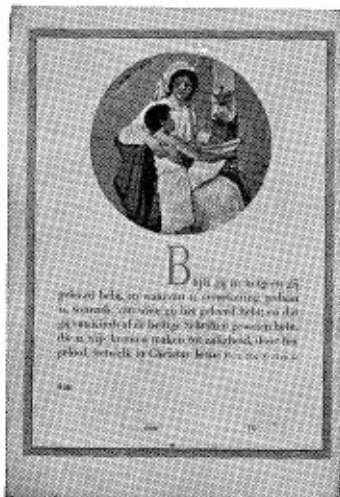 Blijft gij in hetgeen gij
geleerd hebt, en waarvan u verzekering gedaan
is, wetende, van wien gij het geleerd hebt; en dat
gij van kinds af de heilige Schriften geweten hebt,
die u wijs kunnen maken tot zaligheid, door het
geloof, hetwelk in Christus Jezus is.
Aan